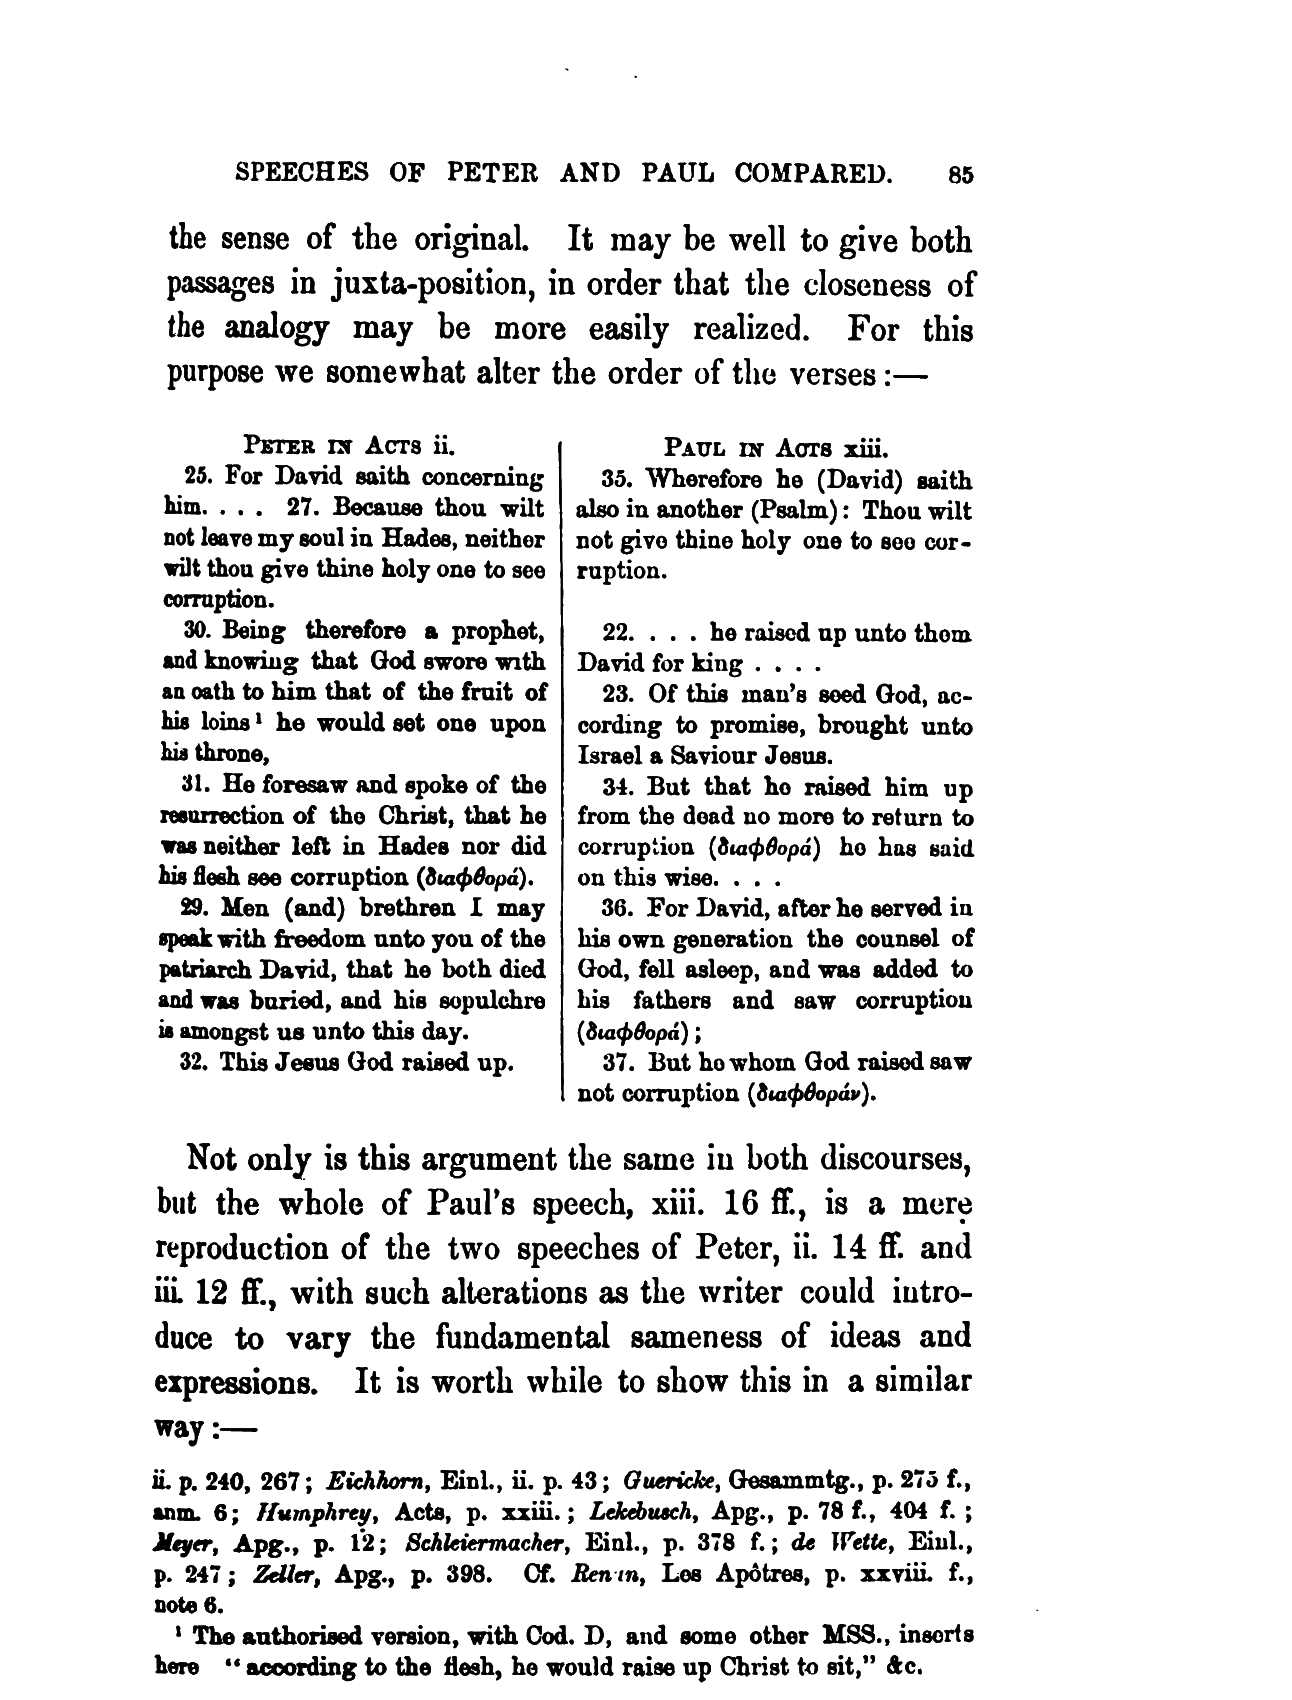 SPEECHES OF PETER AND PAUL COMPARED. 85
the sense of the original. It may be well to give both
passages in juxta-position, in order that the closeness of
the analogy may be more easily realized. For this
purpose we somewhat alter the order of the verses :—
PETER IN ACTS ii.
25. For David saith concerning
him. . . . 27. Because thou wilt
not leave my soul in Hades, neither
wilt thou give thine holy one to see
corruption.
30. Being therefore a prophet,
and knowing that God swore with
an oath to him that of the fruit of
his loins ¹ he would set one upon
his throne,
31. He foresaw and spoke of the
resurrection of the Christ, that he
was neither left in Hades nor did
his flesh see corruption (διαφθορά).
29. Men (and) brethren I may
speak with freedom unto you of the
patriarch David, that he both died
and was buried, and his sepulchre
is amongst us unto this day.
32. This Jesus God raised up.
PAUL IN ACTS xiii.
35. Wherefore he (David) saith
also in another (Psalm): Thou wilt
not give thine holy one to see cor-
ruption.
22. . . . he raised up unto them
David for king . . . .
23. Of this man's seed God, ac-
cording to promise, brought unto
Israel a Saviour Jesus.
34. But that he raised him up
from the dead no more to return to
corruption (διαφθορά) he has said
on this wise. . . .
36. For David, after he served in
his own generation the counsel of
God, fell asleep, and was added to
his fathers and saw corruption
(διαφθορά) ;
37. But he whom God raised saw
not corruption (διαφθοράν).
Not only is this argument the same in both discourses,
but the whole of Paul's speech, xiii. 16 ff., is a mere
reproduction of the two speeches of Peter, ii. 14 ff. and
iii. 12 ff., with such alterations as the writer could intro-
duce to vary the fundamental sameness of ideas and
expressions. It is worth while to show this in a similar
way :—
ii. p. 240, 267 ; Eichhorn, Einl., ii. p. 43 ; Guericke, Gesammtg., p. 275 f.,
anm. 6; Humphrey, Acts, p. xxiii. ; Lekebusch, Apg., p. 78 f., 404 f. ;
Meyer, Apg., p. 12; Schleiermacher, Einl., p. 378 f. ; de Wette, Einl.,
p. 247 ; Zeller, Apg., p. 398. Cf. Renan, Les Apôtres, p. xxviii. f.,
note 6.
¹ The authorised version, with Cod. D, and some other MSS., inserts
here "according to the flesh, he would raise up Christ to sit," &c.